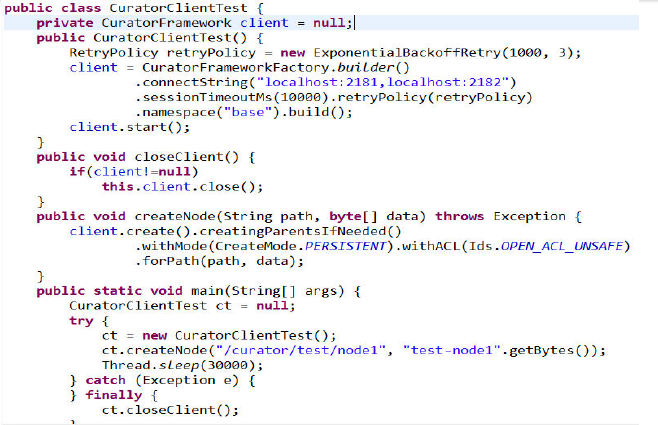 public class CuratorClientTest {
    private CuratorFramework client = null;
    public CuratorClientTest() {
        RetryPolicy retryPolicy = new ExponentialBackoffRetry(1000, 3);
        client = CuratorFrameworkFactory.builder()
                .connectString("localhost:2181,localhost:2182")
                .sessionTimeoutMs(10000).retryPolicy(retryPolicy)
                .namespace("base").build();
        client.start();
    }
    public void closeClient() {
        if(client!=null)
            this.client.close();
    }
    public void createNode(String path, byte[] data) throws Exception {
        client.create().creatingParentsIfNeeded()
                .withMode(CreateMode.PERSISTENT).withACL(Ids.OPEN_ACL_UNSAFE)
                .forPath(path, data);
    }
    public static void main(String[] args) {
        CuratorClientTest ct = null;
        try {
            ct = new CuratorClientTest();
            ct.createNode("/curator/test/node1", "test-node1".getBytes());
            Thread.sleep(30000);
        } catch (Exception e) {
        } finally {
            ct.closeClient();
        }